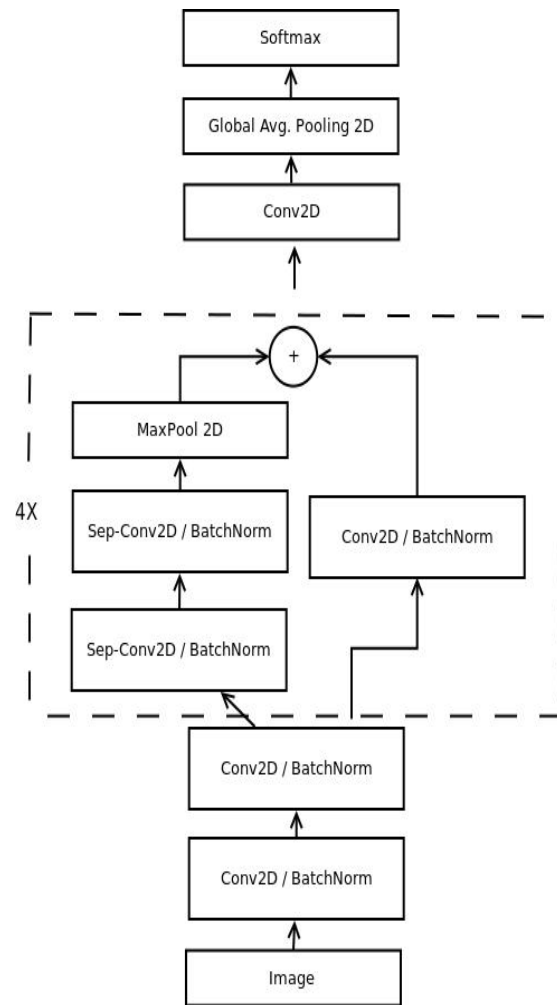 Softmax
Global Avg. Pooling 2D
Conv2D
+
MaxPool 2D
4X
Sep-Conv2D / BatchNorm
Conv2D / BatchNorm
Sep-Conv2D / BatchNorm
Conv2D / BatchNorm
Conv2D / BatchNorm
Image